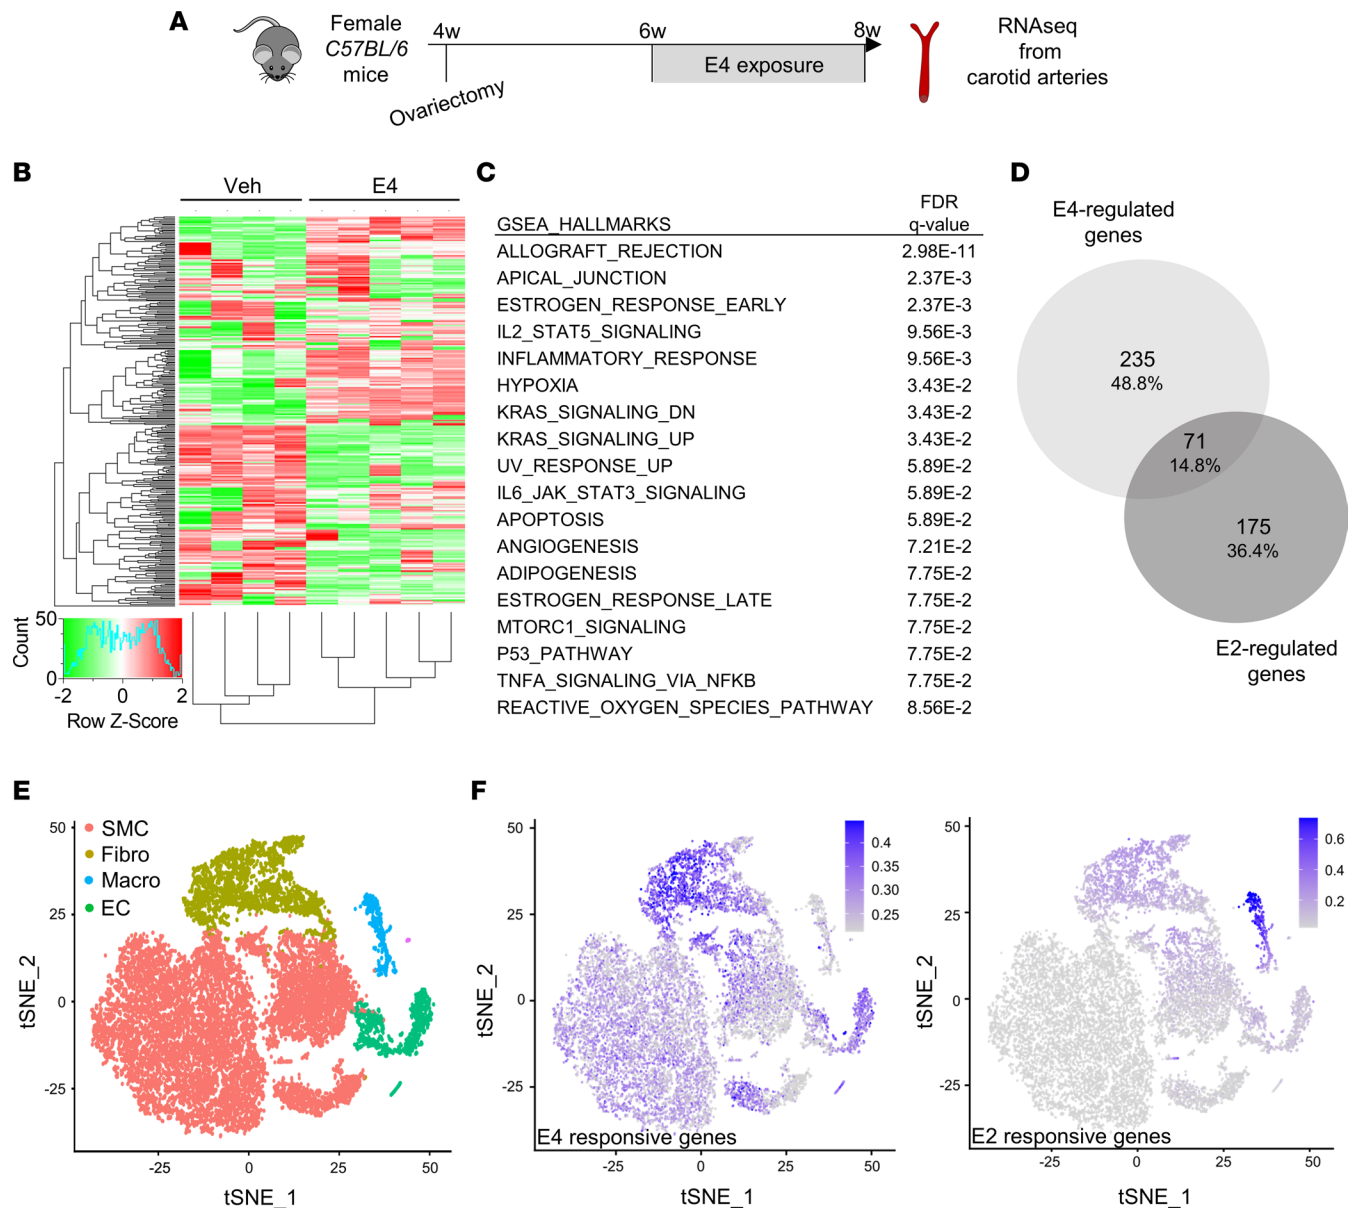 A
Female
C57BL/6
mice
4w
6w
8w
Ovariectomy
E4 exposure
RNAseq
from
carotid arteries
B
Veh
E4
50
Count
0
-2
0
2
Row Z-Score
C
GSEA_HALLMARKS
FDR
q-value
ALLOGRAFT_REJECTION 2.98E-11
APICAL_JUNCTION 2.37E-3
ESTROGEN_RESPONSE_EARLY 2.37E-3
IL2_STAT5_SIGNALING 9.56E-3
INFLAMMATORY_RESPONSE 9.56E-3
HYPOXIA 3.43E-2
KRAS_SIGNALING_DN 3.43E-2
KRAS_SIGNALING_UP 3.43E-2
UV_RESPONSE_UP 5.89E-2
IL6_JAK_STAT3_SIGNALING 5.89E-2
APOPTOSIS 5.89E-2
ANGIOGENESIS 7.21E-2
ADIPOGENESIS 7.75E-2
ESTROGEN_RESPONSE_LATE 7.75E-2
MTORC1_SIGNALING 7.75E-2
P53_PATHWAY 7.75E-2
TNFA_SIGNALING_VIA_NFKB 7.75E-2
REACTIVE_OXYGEN_SPECIES_PATHWAY 8.56E-2
D
E4-regulated
genes
235
48.8%
71
14.8%
175
36.4%
E2-regulated
genes
E
SMC
Fibro
Macro
EC
50
25
0
-25
tSNE_2
-25
0
25
50
tSNE_1
F
50
25
0
-25
tSNE_2
0.4
0.35
0.30
0.25
E4 responsive genes
-25
0
25
50
tSNE_1
50
25
0
-25
tSNE_2
0.6
0.4
0.2
E2 responsive genes
-25
0
25
50
tSNE_1